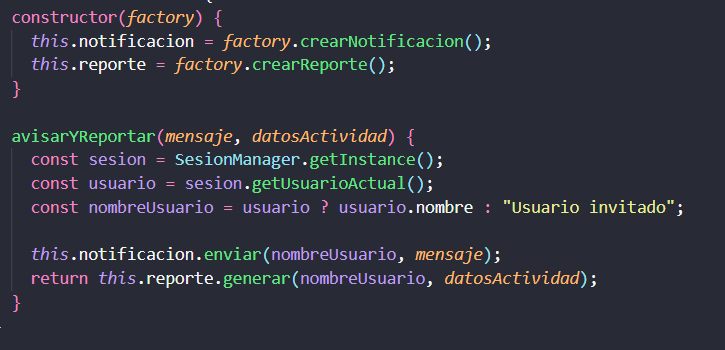 constructor(factory) {
this.notificacion = factory.crearNotificacion();
this.reporte = factory.crearReporte();
}
avisarYReportar(mensaje, datosActividad) {
const sesion = SesionManager.getInstance();
const usuario = sesion.getUsuarioActual();
const nombreUsuario = usuario ? usuario.nombre : "Usuario invitado";
this.notificacion.enviar(nombreUsuario, mensaje);
return this.reporte.generar(nombreUsuario, datosActividad);
}